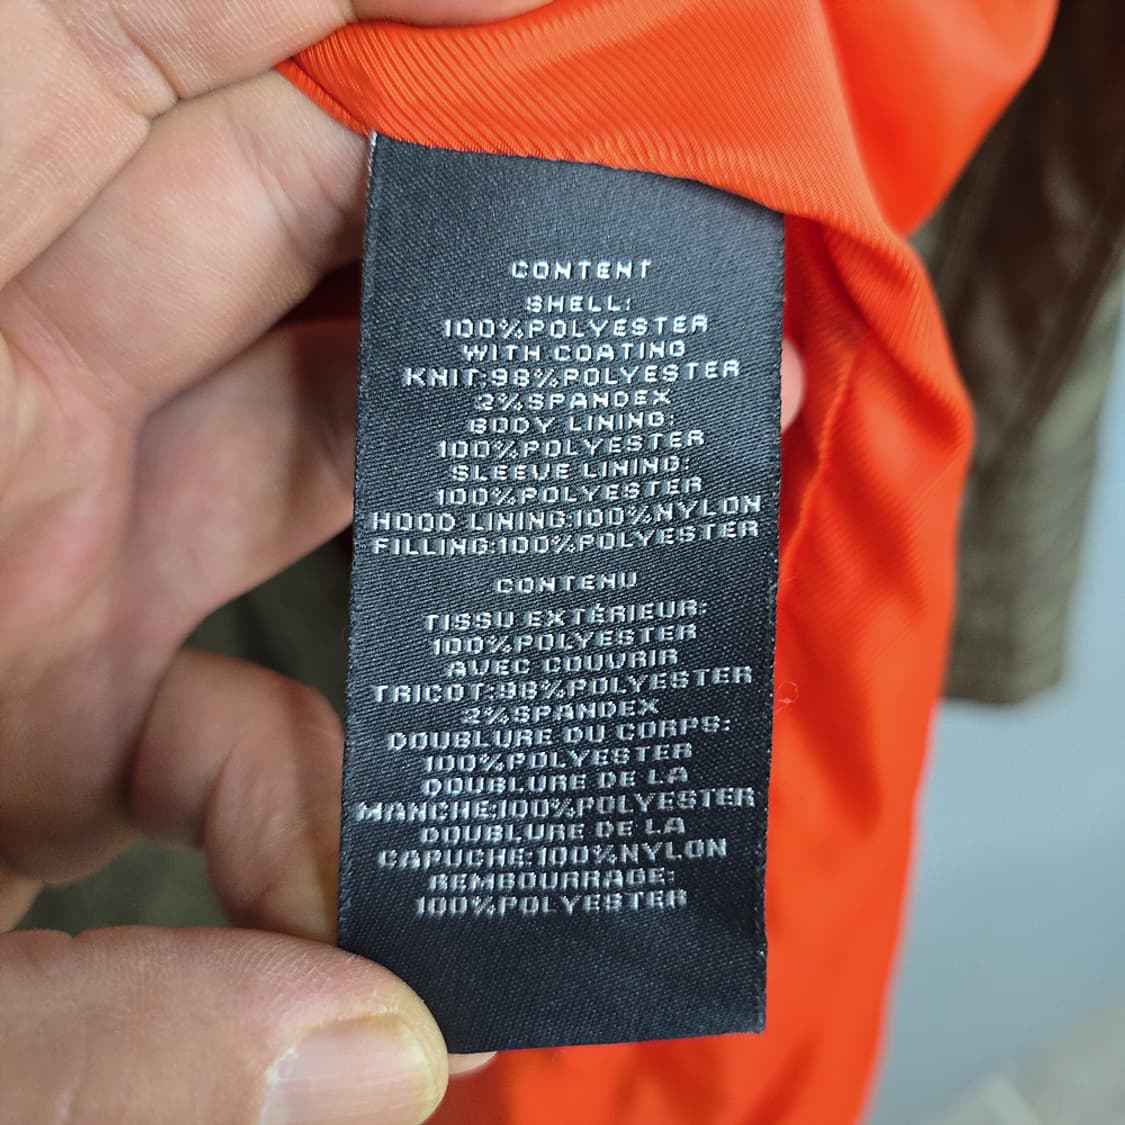 CONTENT
SHELL:
100%POLYESTER
WITH COATING
KNIT:98%POLYESTER
2%SPANDEX
BODY LINING:
100%POLYESTER
SLEEVE LINING:
100%POLYESTER
HOOD LINING:100%NYLON
FILLING:100%POLYESTER
CONTENU
TISSU EXTÉRIEUR:
100%POLYESTER
AVEC COUVRIR
TRICOT:98%POLYESTER
2%SPANDEX
DOUBLURE DU CORPS:
100%POLYESTER
DOUBLURE DE LA
MANCHE:100%POLYESTER
DOUBLURE DE LA
CAPUCHE:100%NYLON
REMBOURRAGE:
100%POLYESTER